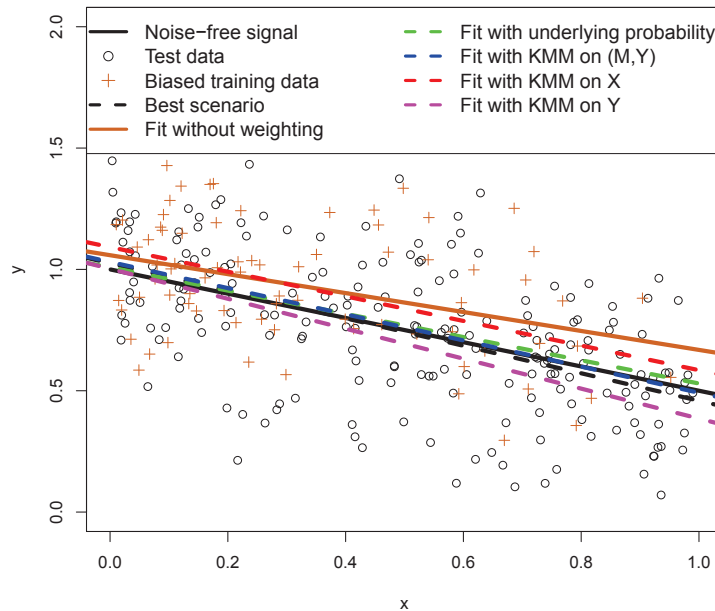 Noise−free signal
Test data
Biased training data
Best scenario
Fit without weighting
Fit with underlying probability
Fit with KMM on (M,Y)
Fit with KMM on X
Fit with KMM on Y
2.0
1.5
1.0
0.5
0.0
y
0.0 0.2 0.4 0.6 0.8 1.0
x